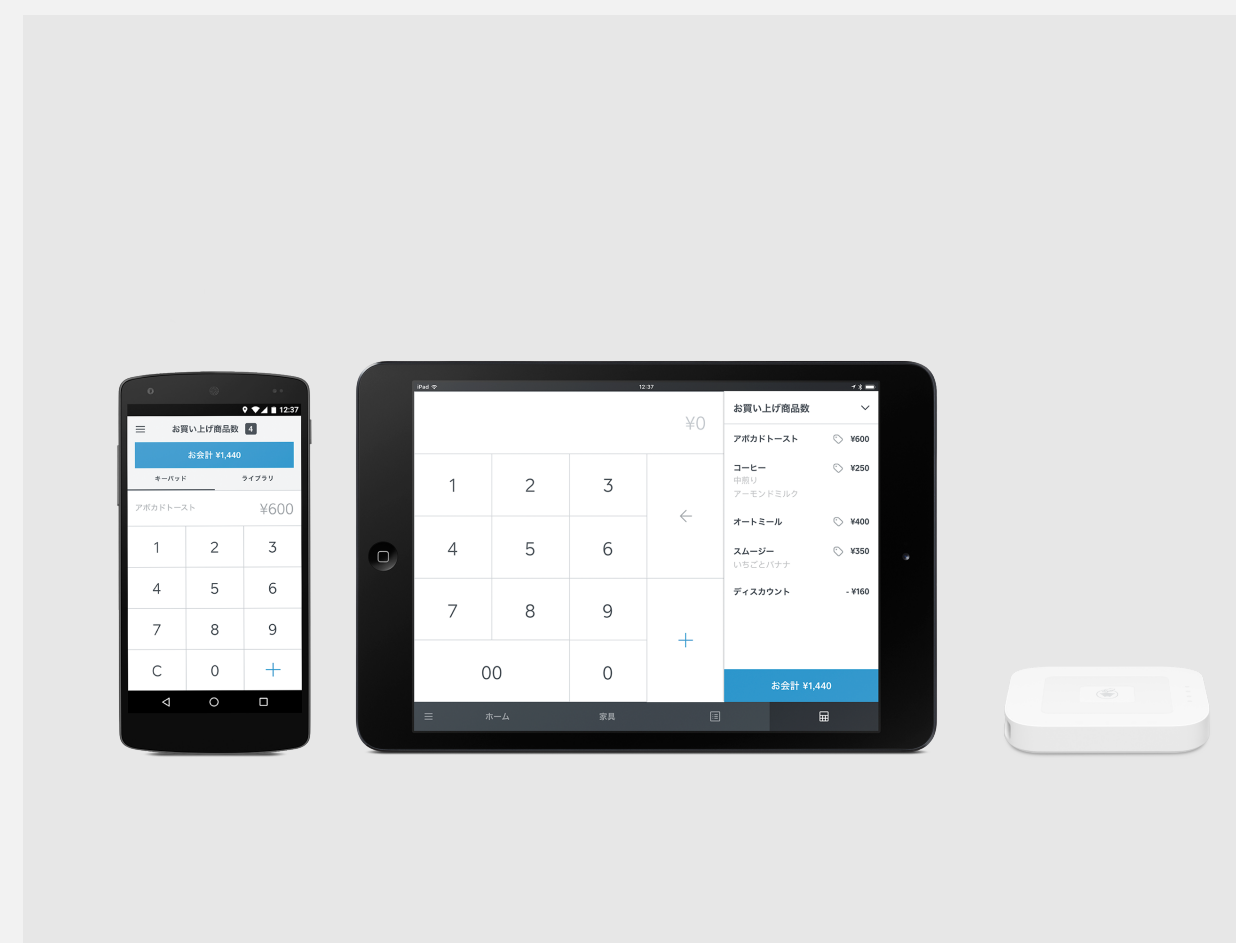 12:37
お買い上げ商品数 4
お会計 ¥1,440
キーパッド ライブラリ
アボカドトースト ¥600
1 2 3
4 5 6
7 8 9
C 0 +
iPad 12:37
¥0
1 2 3
4 5 6
7 8 9
00 0
+
ホーム 家具
お買い上げ商品数
アボカドトースト ¥600
コーヒー ¥250
中煎り
アーモンドミルク
オートミール ¥400
スムージー ¥350
いちごとバナナ
ディスカウント - ¥160
お会計 ¥1,440